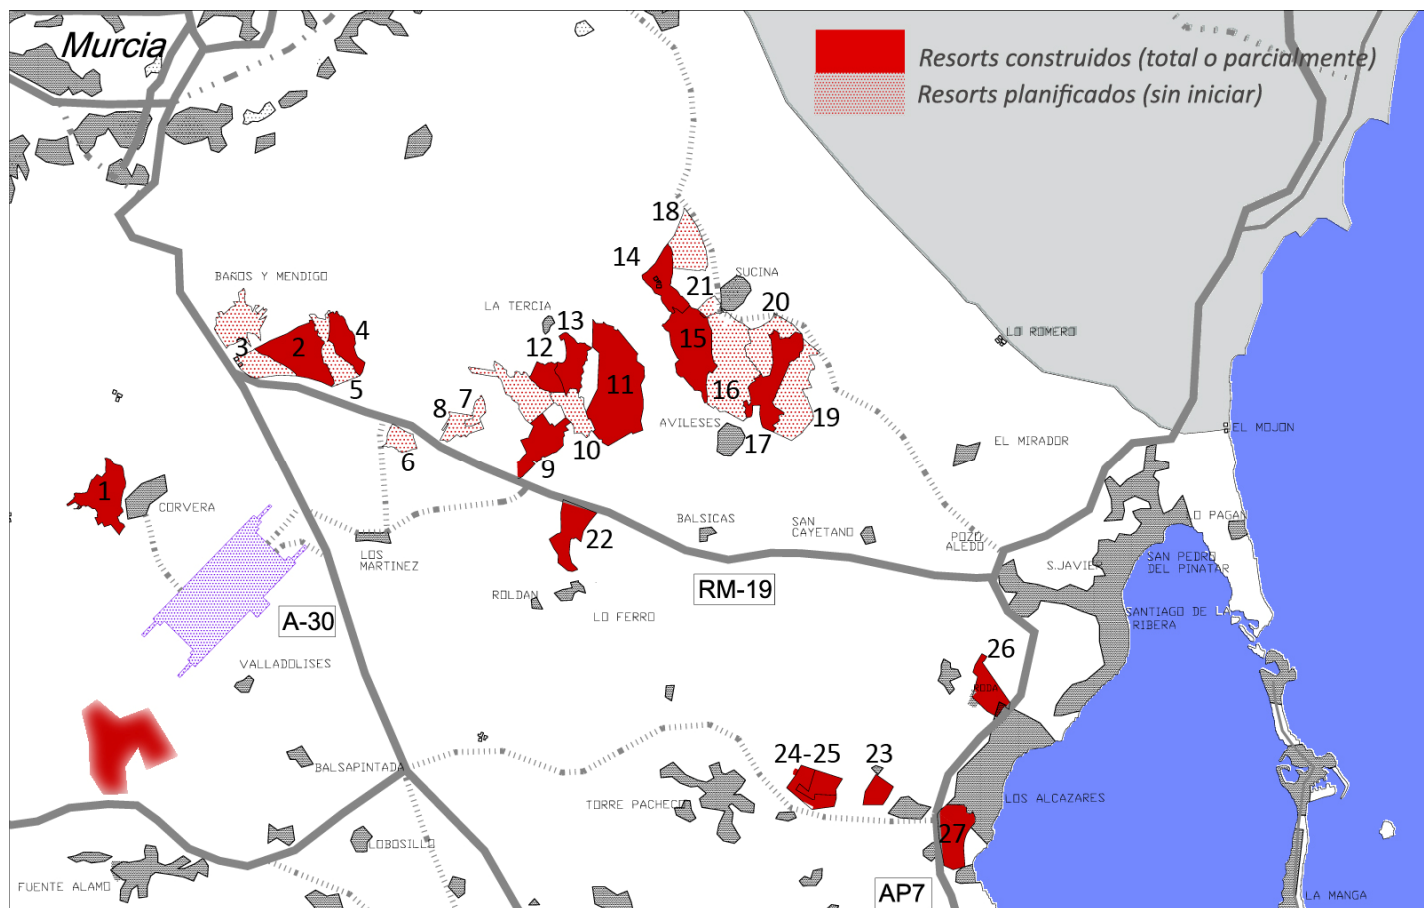 Murcia
Resorts construidos (total o parcialmente)
Resorts planificados (sin iniciar)
18
14
SUCINA
BAÑOS Y MENDIGO
21
20
LA TERCIA
13
4
LO ROMERO
3
2
15
12
11
5
16
7
8
19
AVILESES
EL MOJON
10
17
EL MIRADOR
6
9
1
CORVERA
LO PAGAN
BALSICAS
SAN
CAYETANO
22
POZO
ALEDO
LOS
MARTINEZ
SAN PEDRO
DEL PINATAR
S.JAVIER
RM-19
ROLDAN
LO FERRO
SANTIAGO DE LA
RIBERA
A-30
26
VALLADOLISES
RODA
24-25
23
BALSAPINTADA
LOS ALCAZARES
TORRE PACHECO
27
LOBOSILLO
FUENTE ALAMO
AP7
LA MANGA